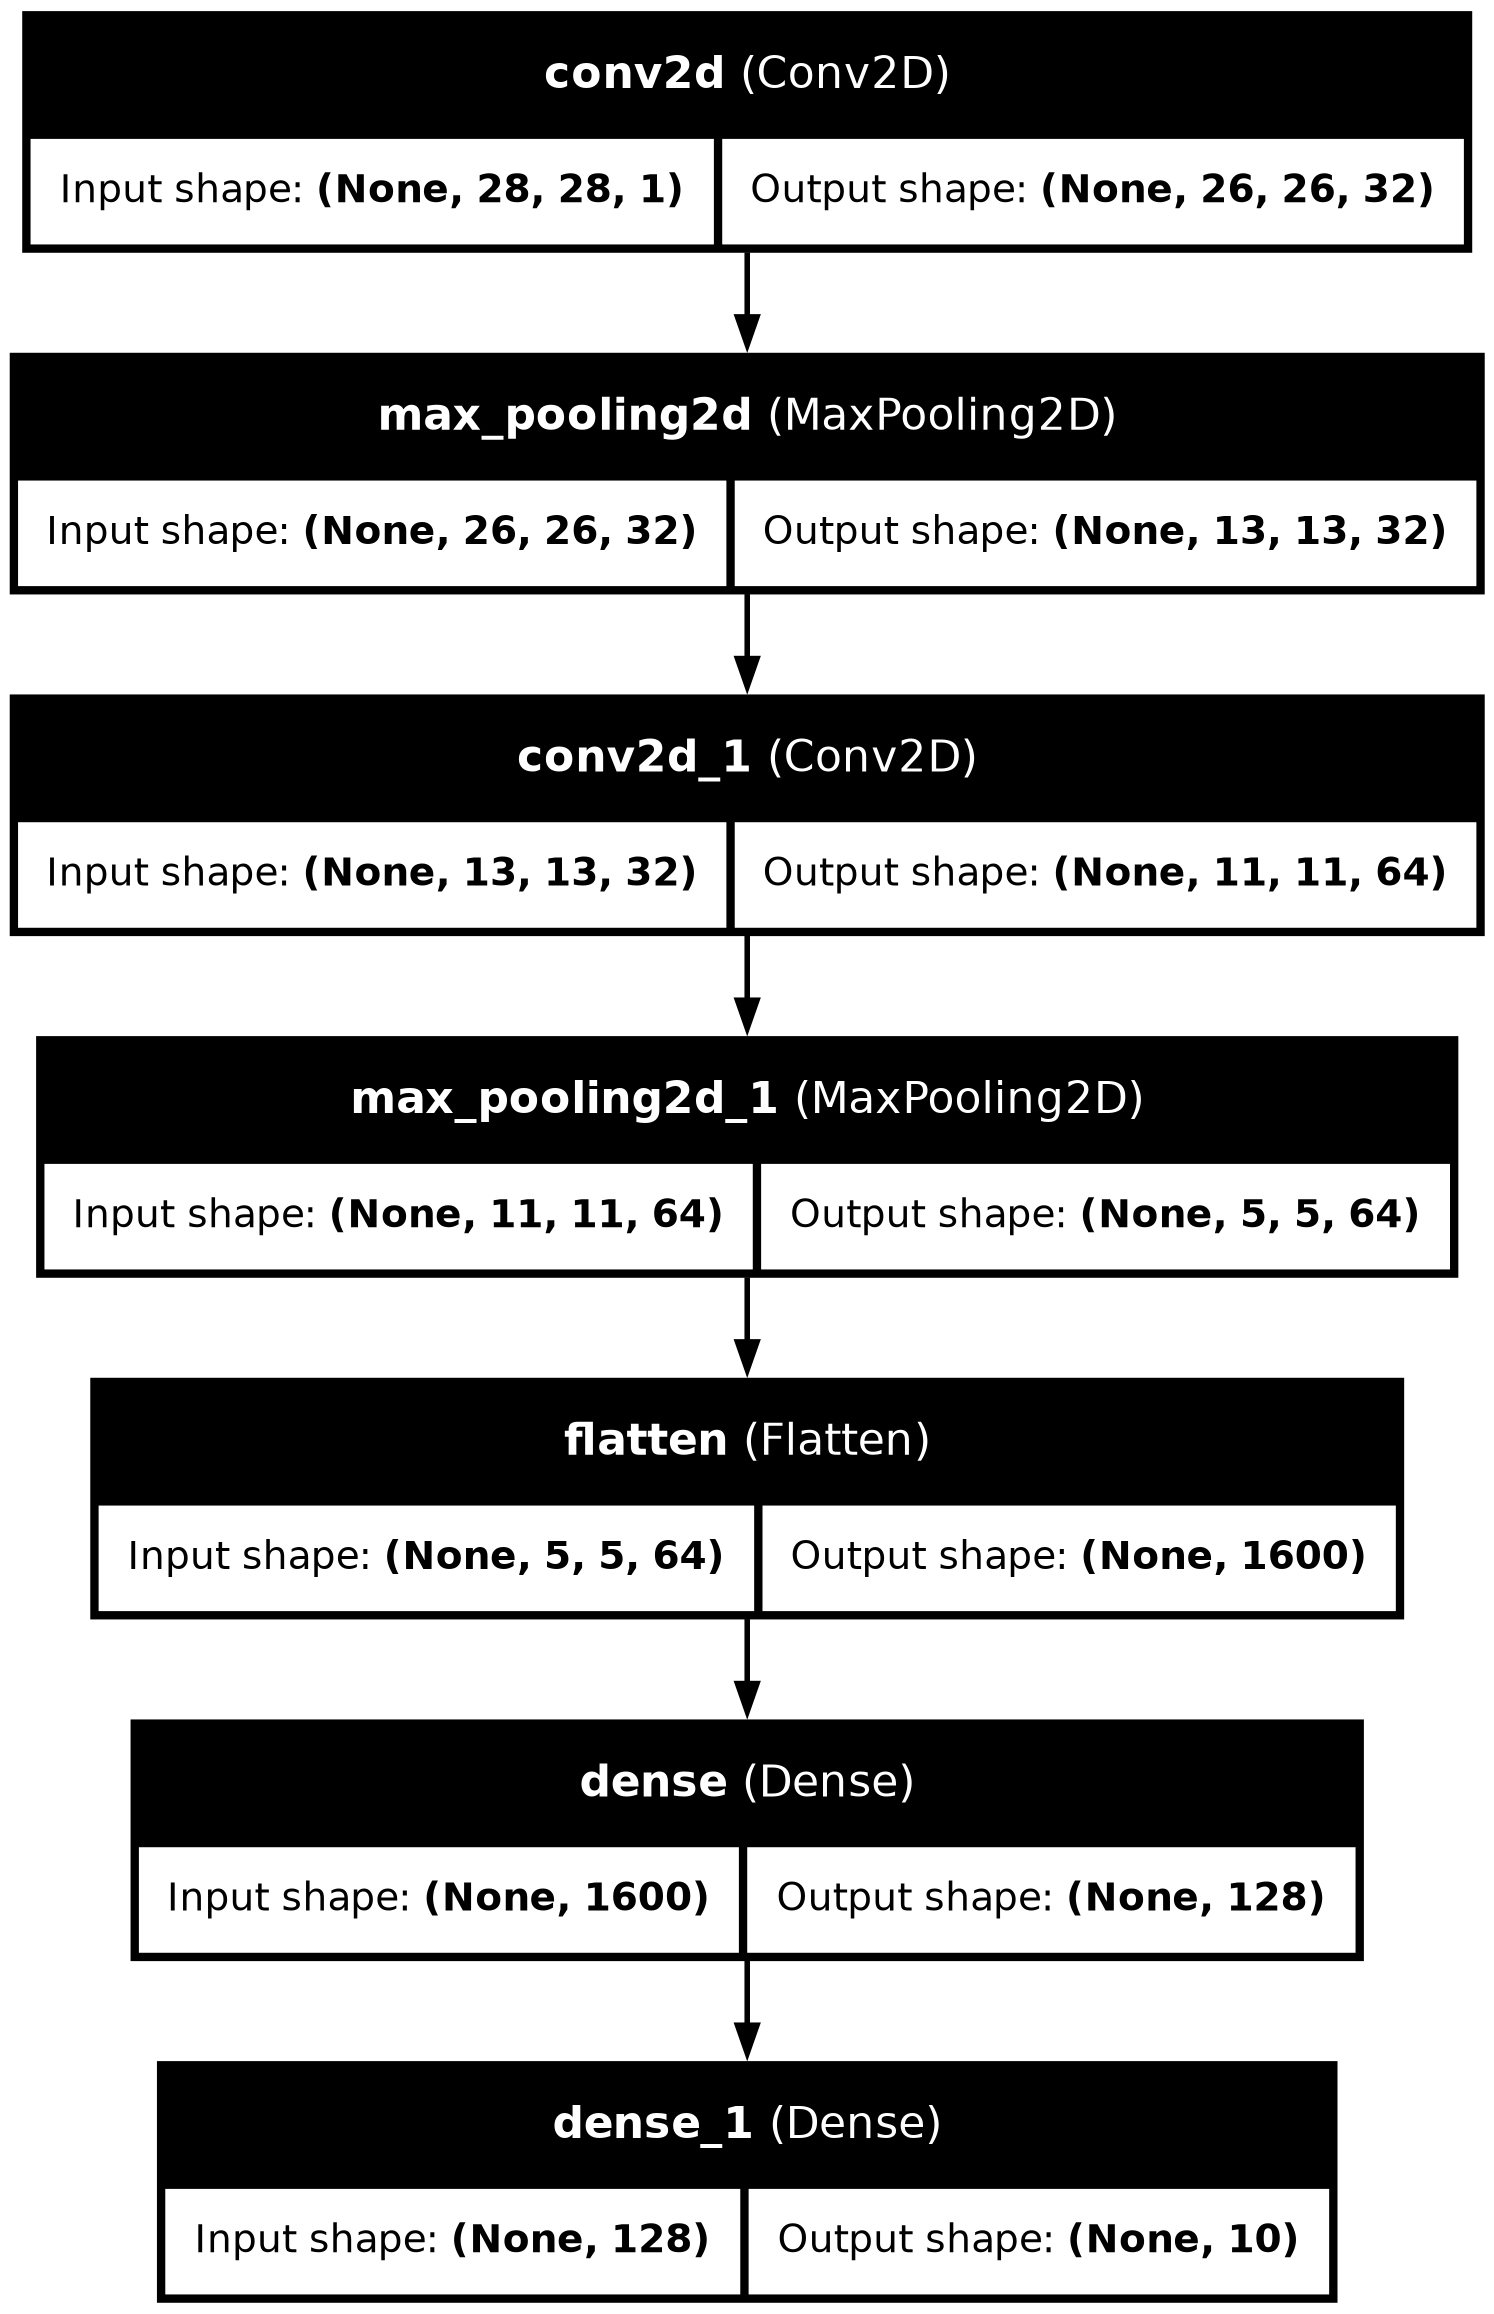 conv2d (Conv2D)
Input shape: (None, 28, 28, 1) Output shape: (None, 26, 26, 32)
max_pooling2d (MaxPooling2D)
Input shape: (None, 26, 26, 32) Output shape: (None, 13, 13, 32)
conv2d_1 (Conv2D)
Input shape: (None, 13, 13, 32) Output shape: (None, 11, 11, 64)
max_pooling2d_1 (MaxPooling2D)
Input shape: (None, 11, 11, 64) Output shape: (None, 5, 5, 64)
flatten (Flatten)
Input shape: (None, 5, 5, 64) Output shape: (None, 1600)
dense (Dense)
Input shape: (None, 1600) Output shape: (None, 128)
dense_1 (Dense)
Input shape: (None, 128) Output shape: (None, 10)